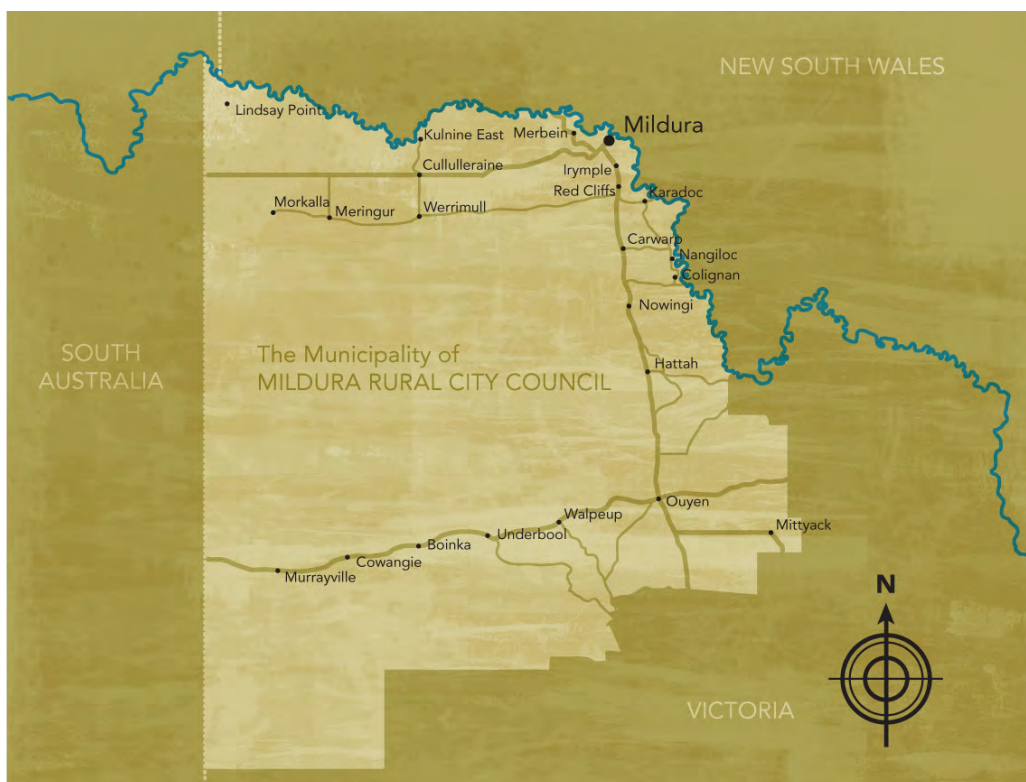 NEW SOUTH WALES
Lindsay Point
Mildura
Merbein
Kulnine East
Cullulleraine
Irymple
Red Cliffs
Karadoc
Morkalla
Meringur
Werrimull
Carwarp
Nangiloc
Colignan
Nowingi
SOUTH
AUSTRALIA
The Municipality of
MILDURA RURAL CITY COUNCIL
Hattah
Ouyen
Walpeup
Mittyack
Underbool
Boinka
Cowangie
Murrayville
N
VICTORIA